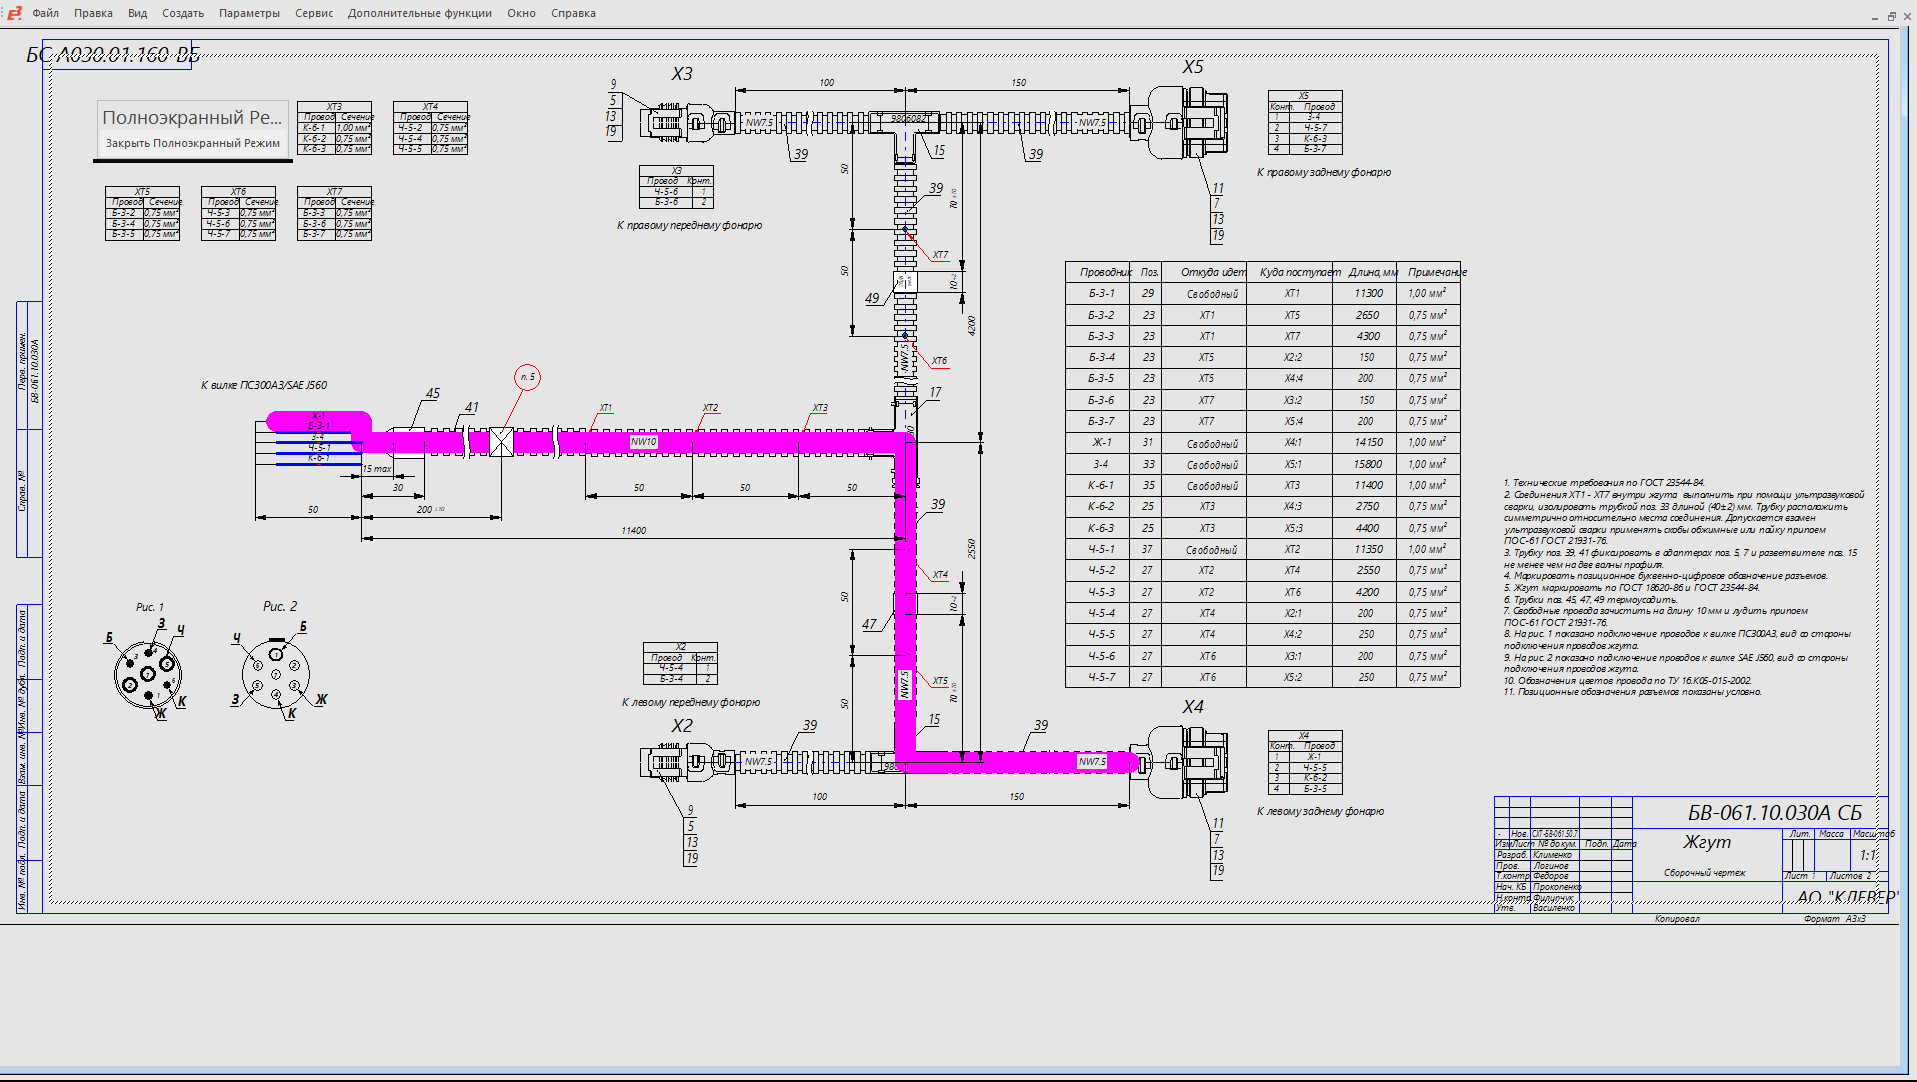 Файл Правка Вид Создать Параметры Сервис Дополнительные функции Окно Справка
БС А030.01.160-ВБ
Полноэкранный Ре...
Закрыть Полноэкранный Режим
XT3
Провод Сечение
К-6-1 1,00 мм²
К-6-2 0,75 мм²
К-6-3 0,75 мм²
XT4
Провод Сечение
Ч-5-2 0,75 мм²
Ч-5-4 0,75 мм²
Ч-5-5 0,75 мм²
XT5
Провод Сечение
Б-3-2 0,75 мм²
Б-3-4 0,75 мм²
Б-3-5 0,75 мм²
XT6
Провод Сечение
Ч-5-3 0,75 мм²
Ч-5-6 0,75 мм²
Ч-5-7 0,75 мм²
XT7
Провод Сечение
Б-3-3 0,75 мм²
Б-3-6 0,75 мм²
Б-3-7 0,75 мм²
X3
9
5
13
19
100
150
NW7.5
9806082
NW7.5
39
15
39
X5
11
7
13
19
X3
Провод Конт.
Ч-5-6 1
Б-3-6 2
К правому переднему фонарю
X5
Конт. Провод
1 З-4
2 Ч-5-7
3 К-6-3
4 Б-3-7
К правому заднему фонарю
50
39
70 ±10
XT7
50
49
10±2
4200
NW7.5
XT6
17
К вилке ПС300А3/SAE J560
Ж-1
Б-3-1
З-4
Ч-5-1
К-6-1
45
41
п. 5
XT1
XT2
XT3
NW10
15 max
30
50
200 ±10
50
50
50
11400
39
2550
XT4
50
10±2
47
NW7.5
XT5
50
70 ±10
15
Проводник Поз. Откуда идет Куда поступает Длина, мм Примечание
Б-3-1 29 Свободный XT1 11300 1,00 мм²
Б-3-2 23 XT1 XT5 2650 0,75 мм²
Б-3-3 23 XT1 XT7 4300 0,75 мм²
Б-3-4 23 XT5 X2:2 150 0,75 мм²
Б-3-5 23 XT5 X4:4 200 0,75 мм²
Б-3-6 23 XT7 X3:2 150 0,75 мм²
Б-3-7 23 XT7 X5:4 200 0,75 мм²
Ж-1 31 Свободный X4:1 14150 1,00 мм²
З-4 33 Свободный X5:1 15800 1,00 мм²
К-6-1 35 Свободный XT3 11400 1,00 мм²
К-6-2 25 XT3 X4:3 2750 0,75 мм²
К-6-3 25 XT3 X5:3 4400 0,75 мм²
Ч-5-1 37 Свободный XT2 11350 1,00 мм²
Ч-5-2 27 XT2 XT4 2550 0,75 мм²
Ч-5-3 27 XT2 XT6 4200 0,75 мм²
Ч-5-4 27 XT4 X2:1 200 0,75 мм²
Ч-5-5 27 XT4 X4:2 250 0,75 мм²
Ч-5-6 27 XT6 X3:1 200 0,75 мм²
Ч-5-7 27 XT6 X5:2 250 0,75 мм²
1. Технические требования по ГОСТ 23544-84.
2. Соединения XT1 - XT7 внутри жгута выполнить при помощи ультразвуковой
сварки, изолировать трубкой поз. 33 длиной (40±2) мм. Трубку расположить
симметрично относительно места соединения. Допускается взамен
ультразвуковой сварки применять скобы обжимные или пайку припоем
ПОС-61 ГОСТ 21931-76.
3. Трубку поз. 39, 41 фиксировать в адаптерах поз. 5, 7 и разветвителе поз. 15
не менее чем на две волны профиля.
4. Маркировать позиционное буквенно-цифровое обозначение разъемов.
5. Жгут маркировать по ГОСТ 18620-86 и ГОСТ 23544-84.
6. Трубки поз. 45, 47, 49 термоусадить.
7. Свободные провода зачистить на длину 10 мм и лудить припоем
ПОС-61 ГОСТ 21931-76.
8. На рис. 1 показано подключение проводов к вилке ПС300А3, вид со стороны
подключения проводов жгута.
9. На рис. 2 показано подключение проводов к вилке SAE J560, вид со стороны
подключения проводов жгута.
10. Обозначения цветов провода по ТУ 16.К05-015-2002.
11. Позиционные обозначения разъемов показаны условно.
Рис. 1
Б З Ч К Ж
Рис. 2
Ч Б З К Ж
X2
Провод Конт.
Ч-5-4 1
Б-3-4 2
К левому переднему фонарю
X2
39
NW7.5
39
NW7.5
100
150
9
5
13
19
X4
11
7
13
19
X4
Конт. Провод
1 Ж-1
2 Ч-5-5
3 К-6-2
4 Б-3-5
К левому заднему фонарю
Перв. примен.
БВ-061.10.030А
Справ. №
Подп. и дата
Инв. № дубл.
Взам. инв. №
Подп. и дата
Инв. № подл.
БВ-061.10.030А СБ
- Нов. СХТ-БВ-061.50.7
Изм Лист № докум. Подп. Дата
Разраб. Клименко
Пров. Логинов
Т.контр Федоров
Нач. КБ Прокопенко
Н.контр Филипчук
Утв. Василенко
Жгут
Сборочный чертеж
Лит. Масса Масштаб
1:1
Лист 1 Листов 2
АО "КЛЕВЕР"
Копировал
Формат А3х3